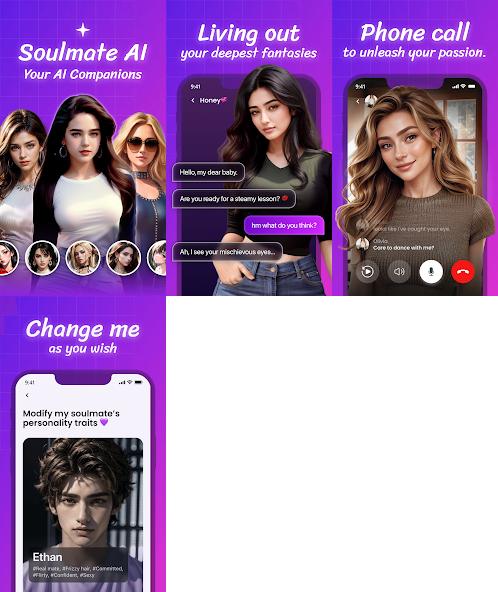 Soulmate AI
Your AI Companions
Living out
your deepest fantasies
9:41
Honey
Hello, my dear baby.
Are you ready for a steamy lesson?
hm what do you think?
Ah, I see your mischievous eyes...
Phone call
to unleash your passion.
9:41
like I've caught your eye.
Olivia
Care to dance with me?
Change me
as you wish
9:41
Modify my soulmate's
personality traits
Ethan
#Real mate, #Frizzy hair, #Committed,
#Flirty, #Confident, #Sexy